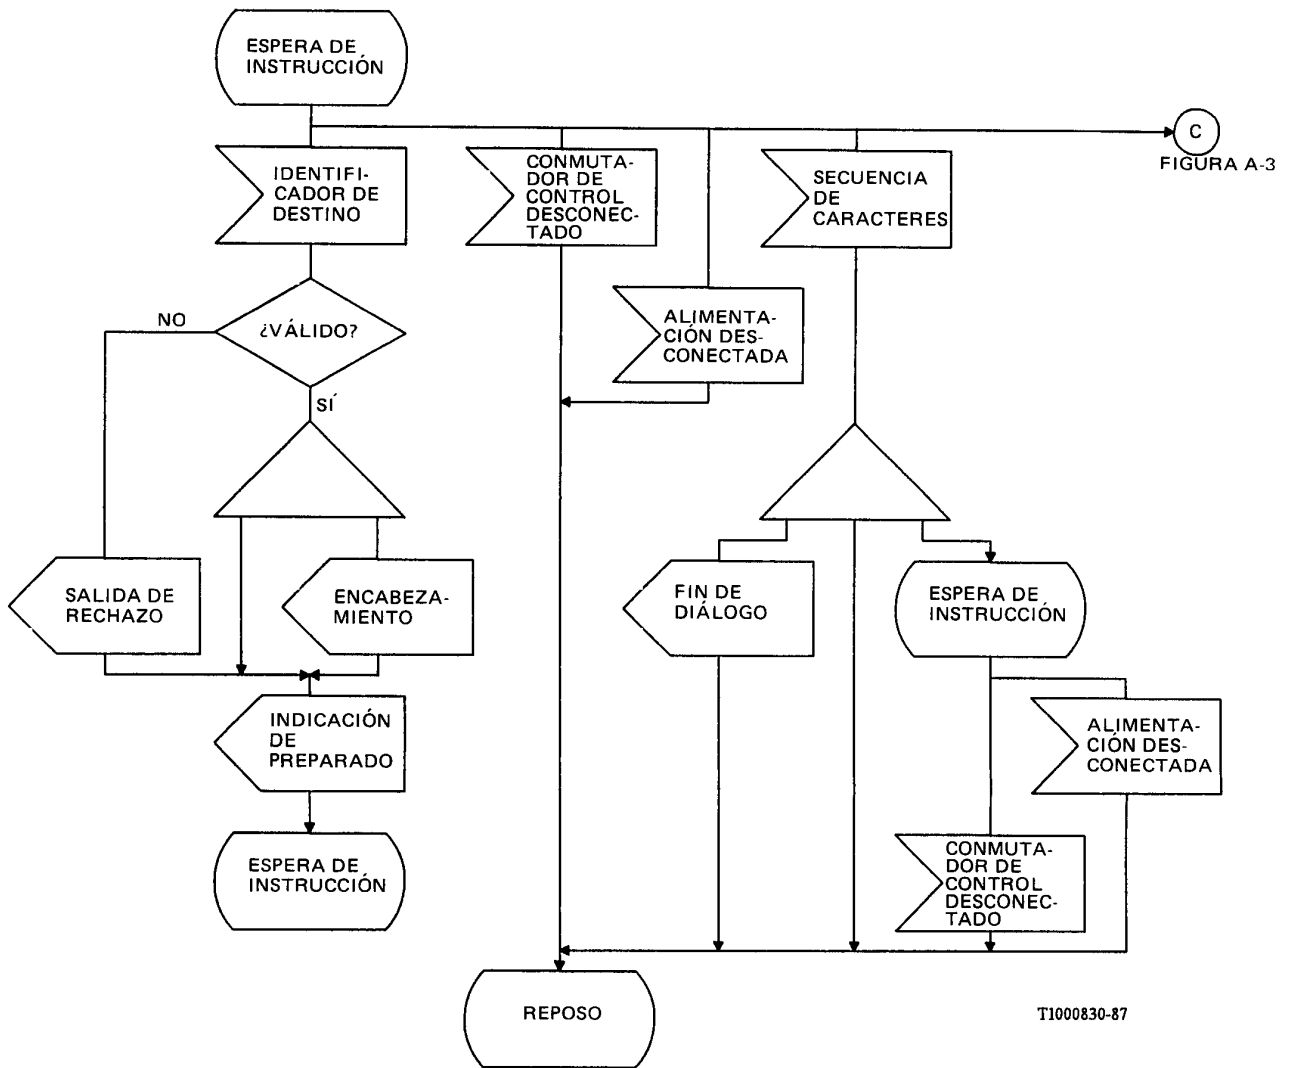 ESPERA DE
INSTRUCCIÓN
C
FIGURA A-3
IDENTIFI-
CADOR DE
DESTINO
CONMUTA-
DOR DE
CONTROL
DESCONEC-
TADO
SECUENCIA
DE
CARACTERES
NO
¿VÁLIDO?
SÍ
ALIMENTA-
CIÓN DES-
CONECTADA
SALIDA DE
RECHAZO
ENCABEZA-
MIENTO
FIN DE
DIÁLOGO
ESPERA DE
INSTRUCCIÓN
INDICACIÓN
DE
PREPARADO
ALIMENTA-
CIÓN DES-
CONECTADA
ESPERA DE
INSTRUCCIÓN
CONMUTA-
DOR DE
CONTROL
DESCONEC-
TADO
REPOSO
T1000830-87